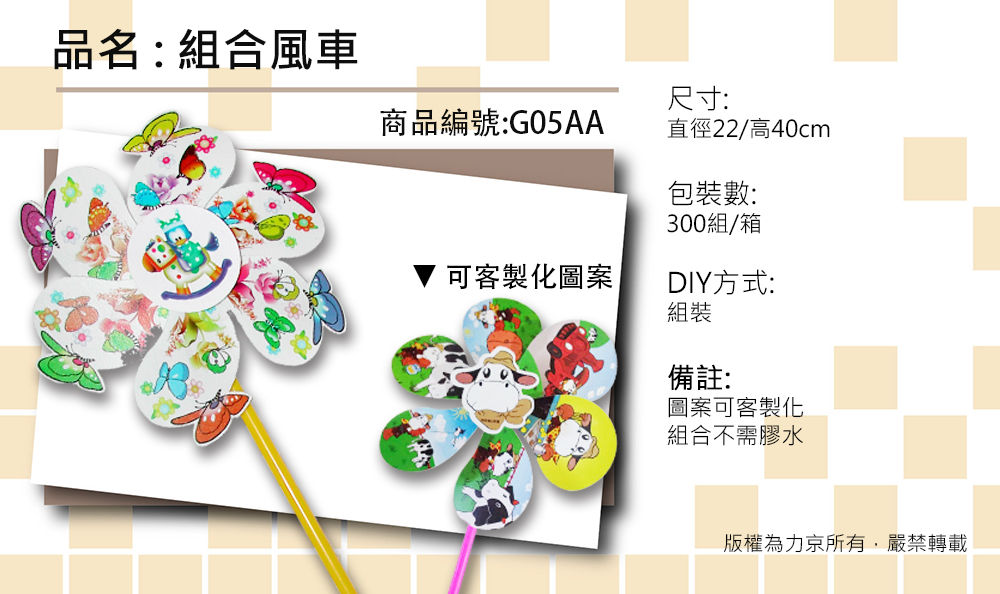 品名 : 組合風車
商品編號:G05AA
▼ 可客製化圖案
尺寸:
直徑22/高40cm
包裝數:
300組/箱
DIY方式:
組裝
備註:
圖案可客製化
組合不需膠水
版權為力京所有，嚴禁轉載